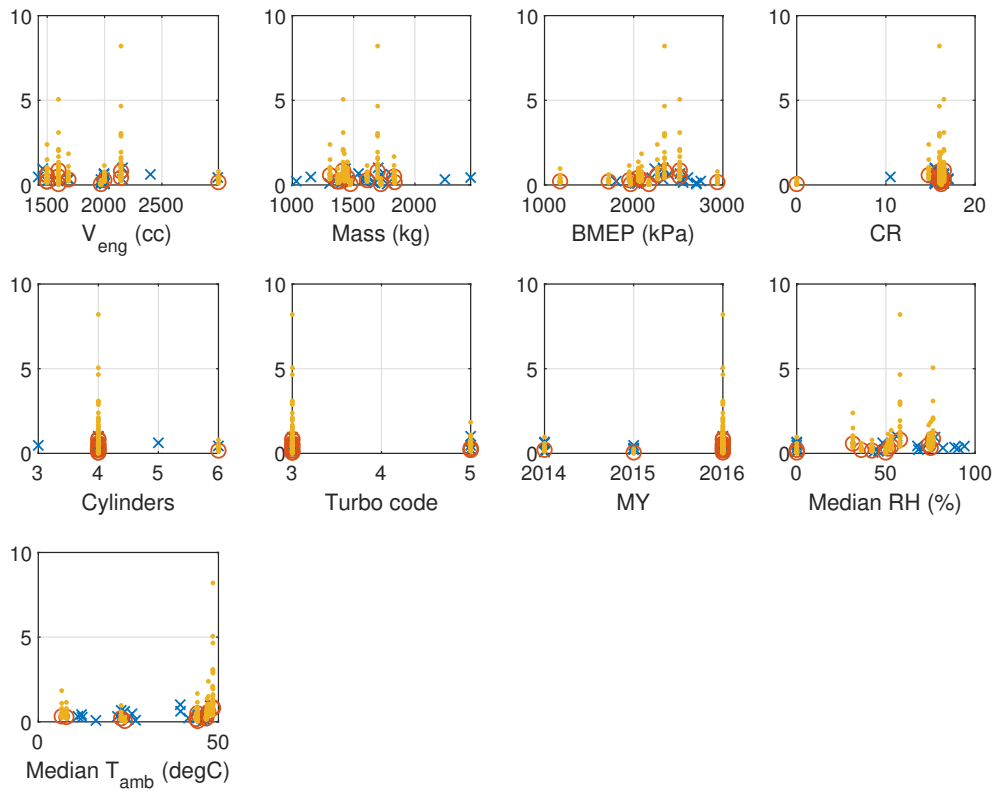 10
5
0
1500 2000 2500
V_eng (cc)
10
5
0
1000 1500 2000
Mass (kg)
10
5
0
1000 2000 3000
BMEP (kPa)
10
5
0
0 10 20
CR
10
5
0
3 4 5 6
Cylinders
10
5
0
3 4 5
Turbo code
10
5
0
2014 2015 2016
MY
10
5
0
0 50 100
Median RH (%)
10
5
0
0 50
Median T_amb (degC)